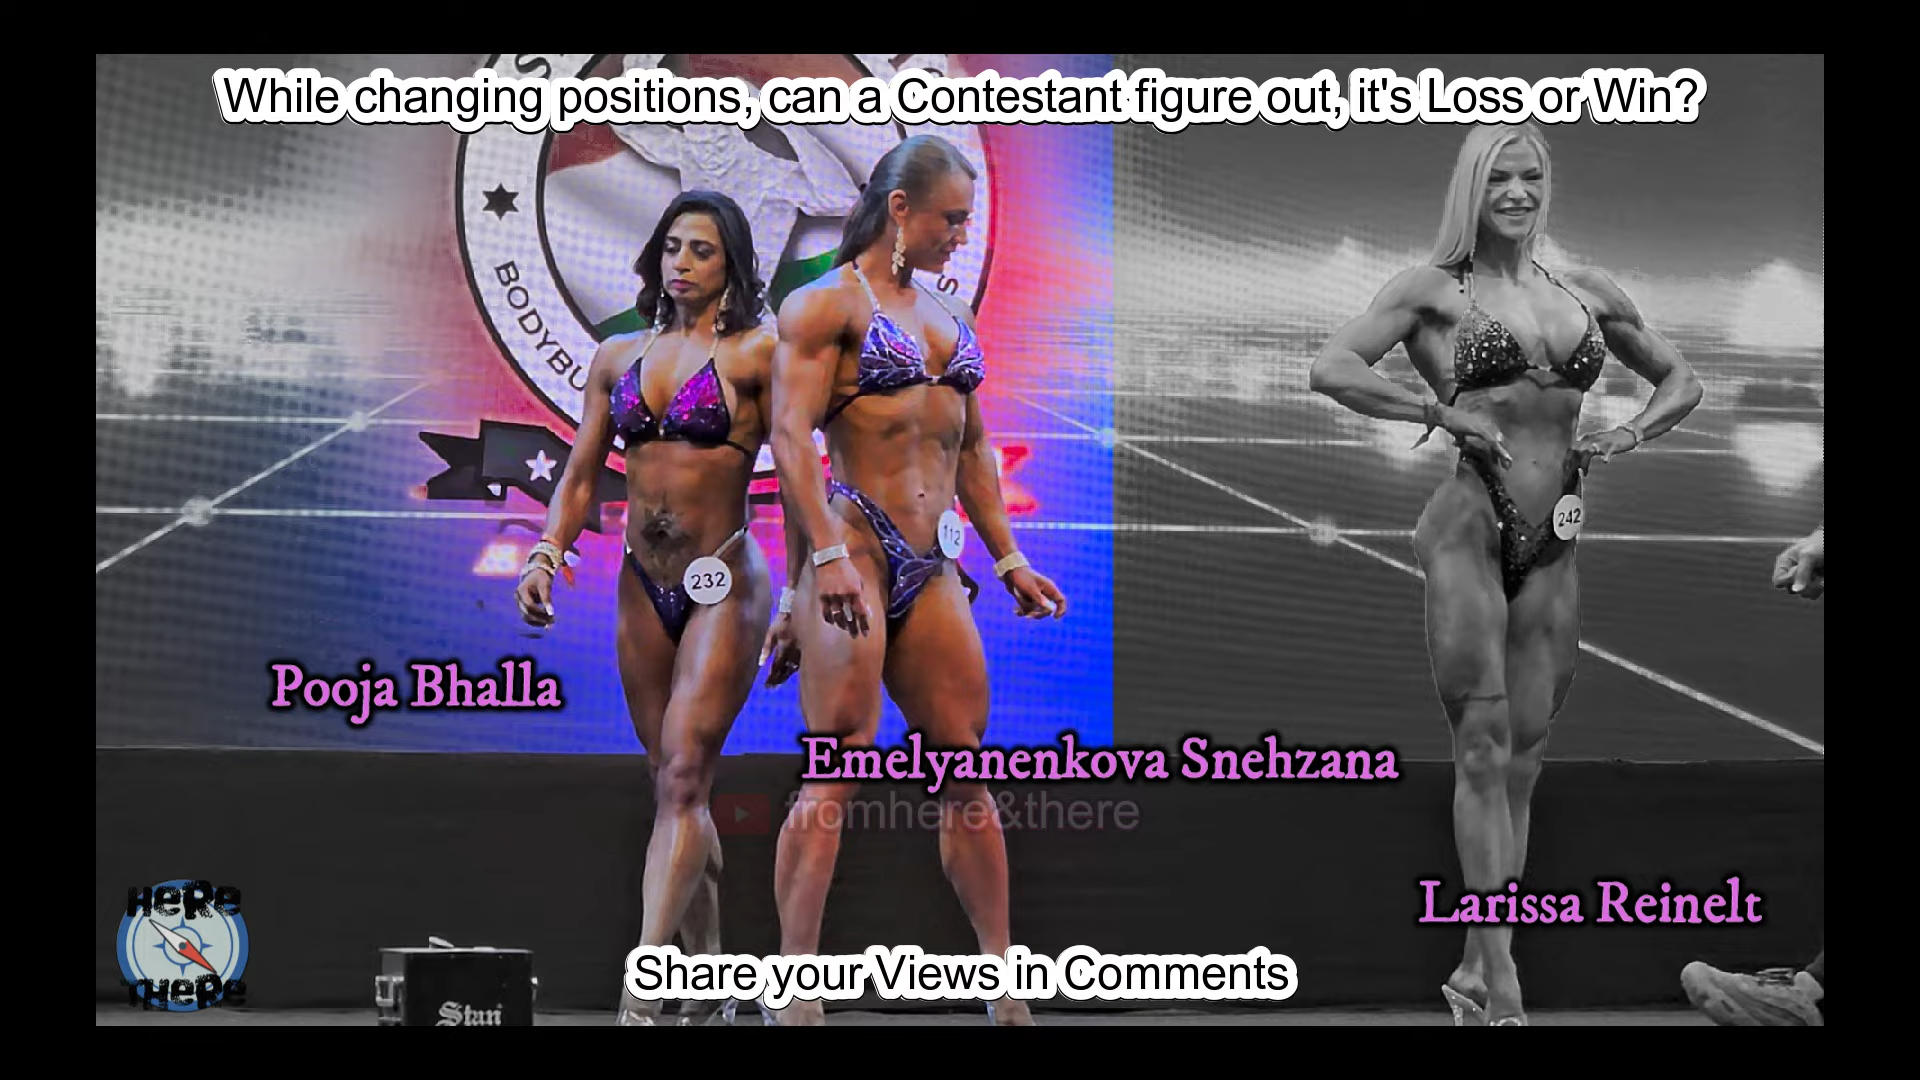 While changing positions, can a Contestant figure out, it's Loss or Win?
BODYBU
232
112
242
Pooja Bhalla
Emelyanenkova Snehzana
fromhere&there
Larissa Reinelt
HERE
THERE
Share your Views in Comments